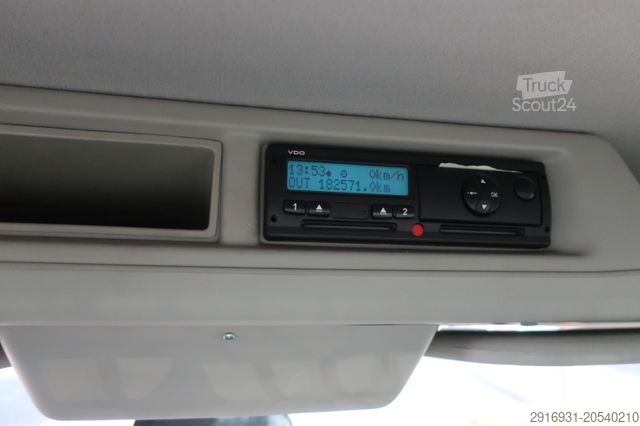 Truck
Scout24
VDO
13:53 0km/h
OUT 182571.0km
1 2
OK
2916931-20540210